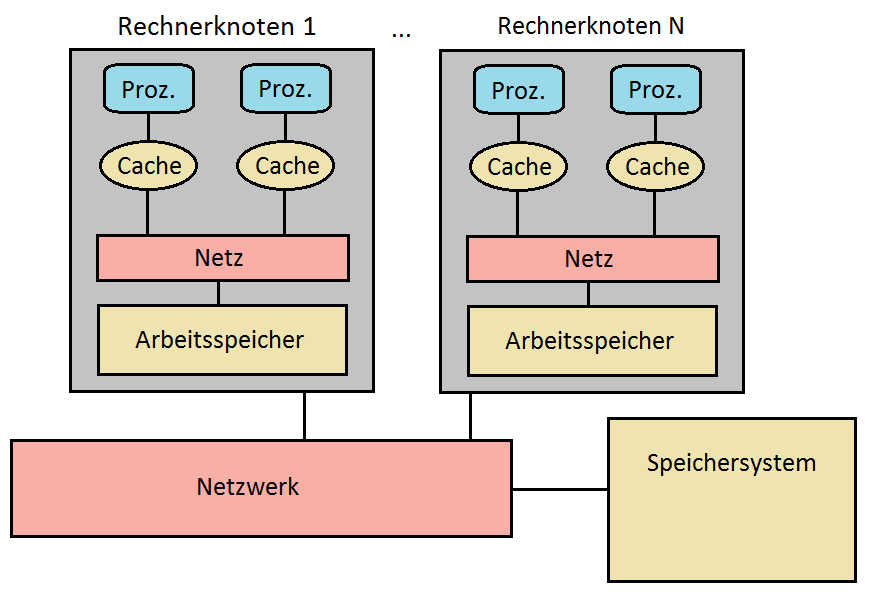 Rechnerknoten 1
...
Rechnerknoten N
Proz.
Proz.
Cache
Cache
Netz
Arbeitsspeicher
Proz.
Proz.
Cache
Cache
Netz
Arbeitsspeicher
Netzwerk
Speichersystem